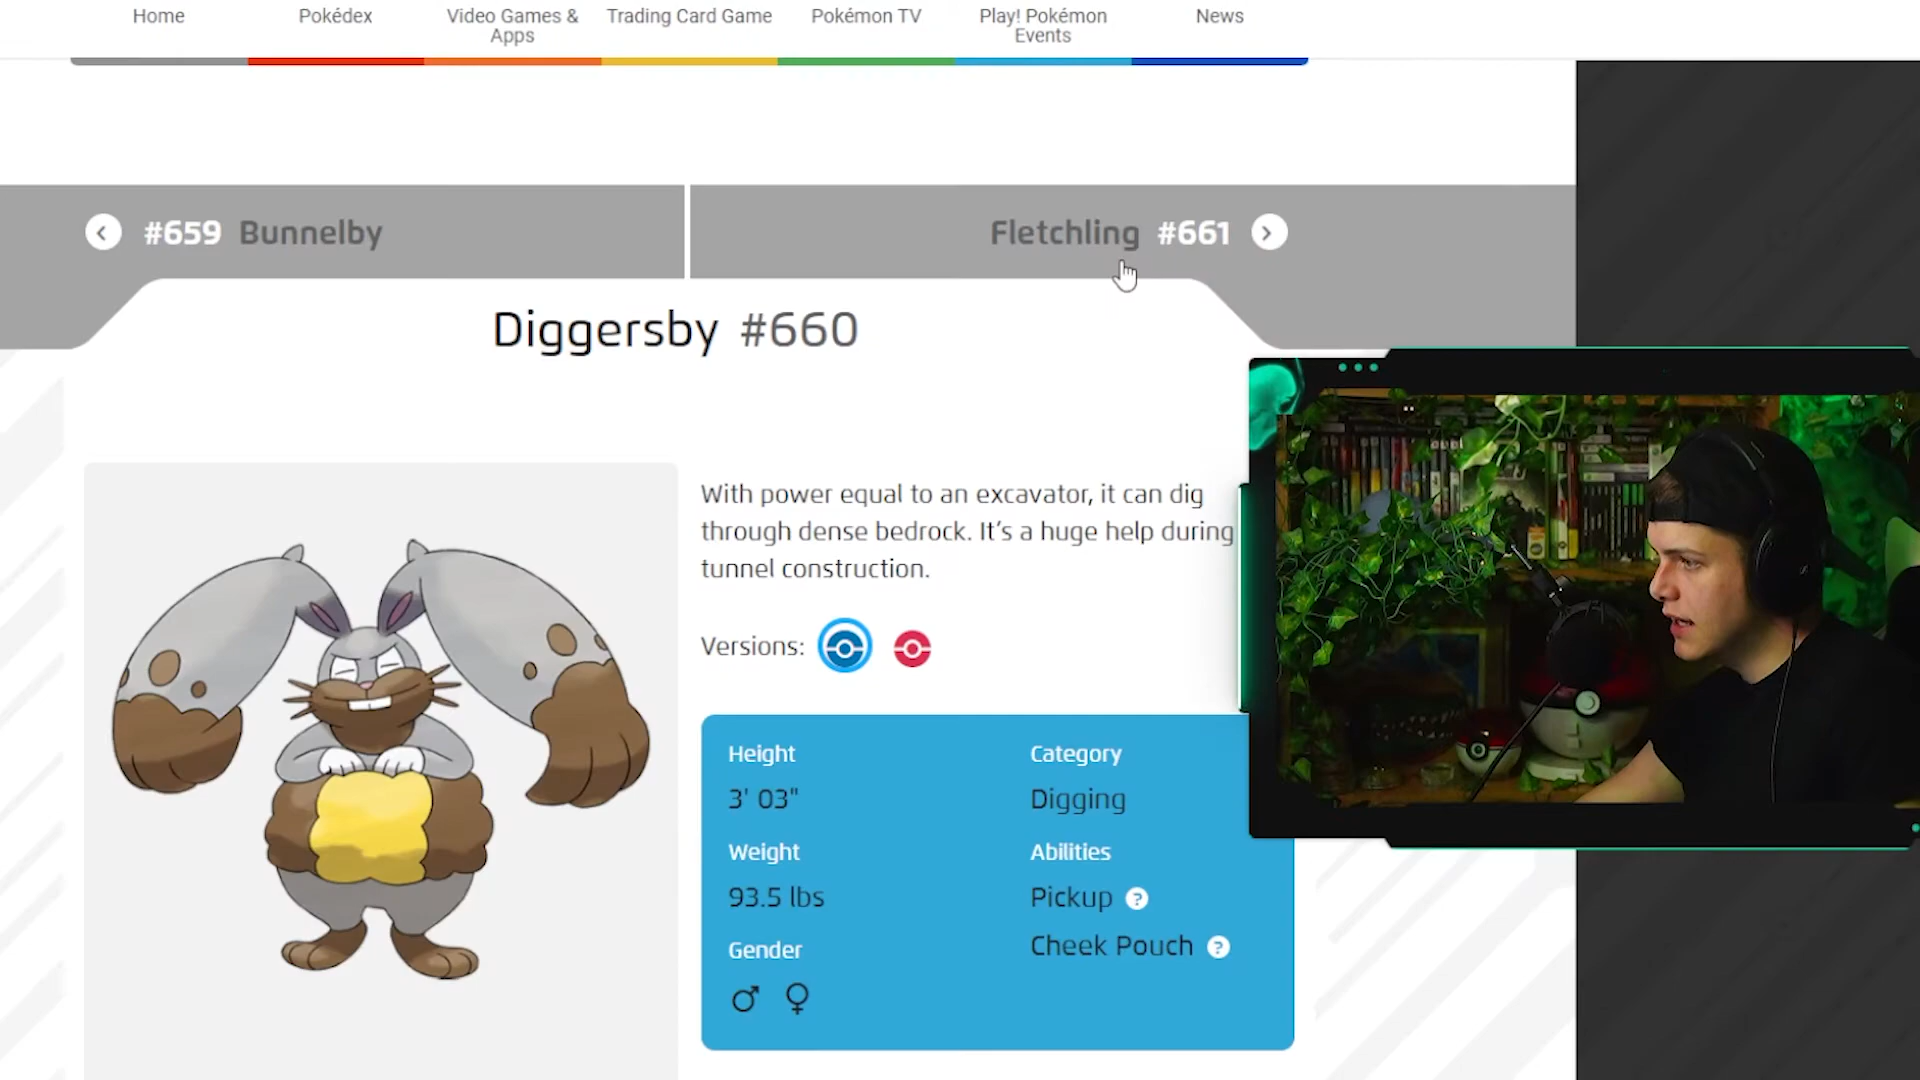 Home
Pokédex
Video Games &
Apps
Trading Card Game
Pokémon TV
Play! Pokémon
Events
News
#659 Bunnelby
Fletchling #661
Diggersby #660
With power equal to an excavator, it can dig
through dense bedrock. It's a huge help during
tunnel construction.
Versions:
Height
3' 03"
Weight
93.5 lbs
Gender
Category
Digging
Abilities
Pickup ?
Cheek Pouch ?